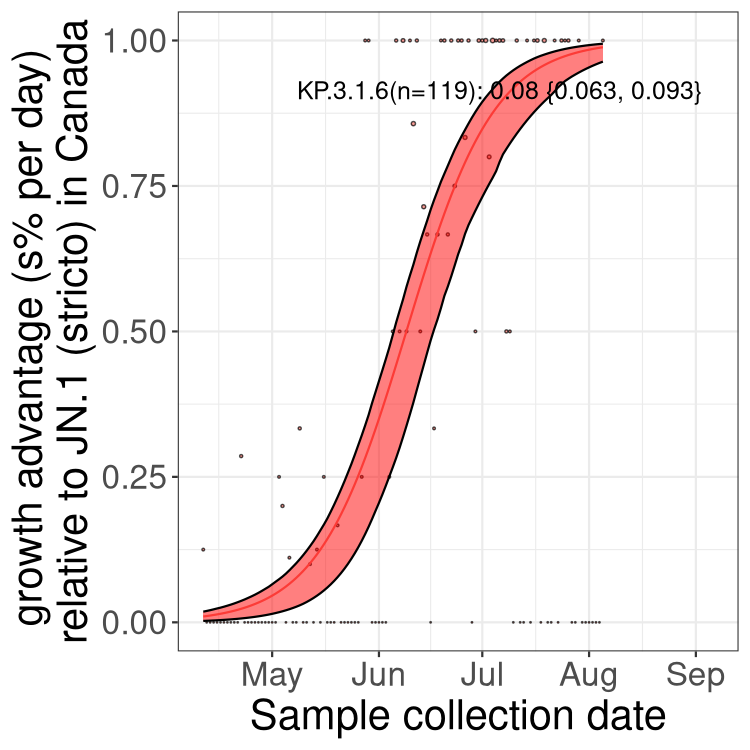 growth advantage (s% per day)
relative to JN.1 (stricto) in Canada
1.00
0.75
0.50
0.25
0.00
KP.3.1.6(n=119): 0.08 {0.063, 0.093}
May Jun Jul Aug Sep
Sample collection date